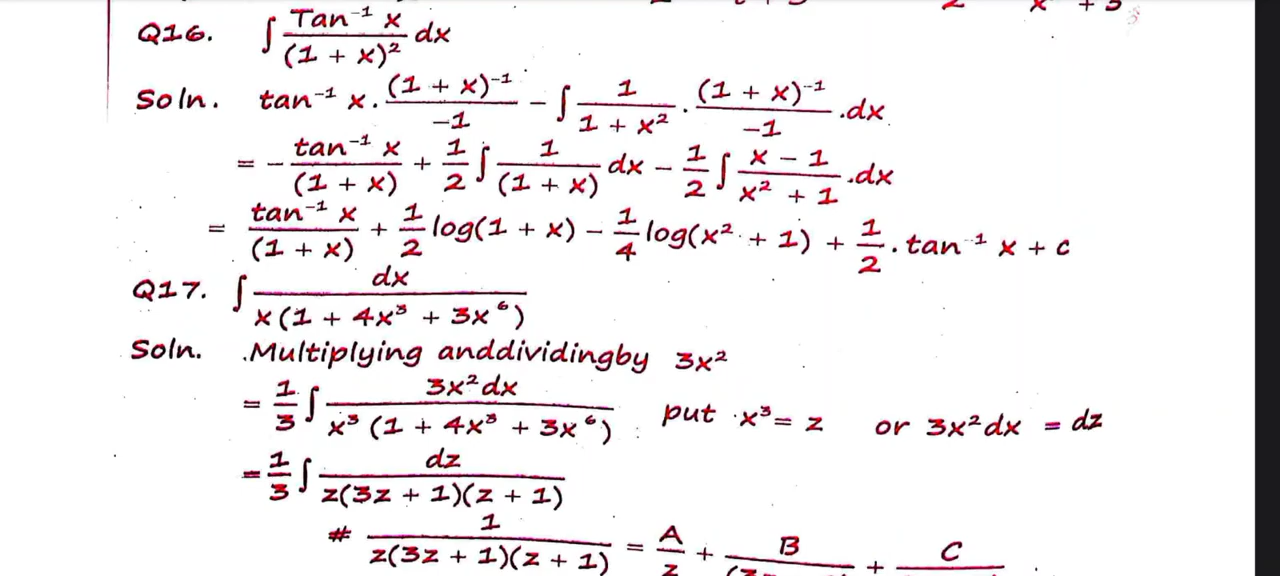 Q16. ∫ Tan⁻¹ x / (1 + x)² dx
Soln. tan⁻¹ x . (1 + x)⁻¹ / −1 − ∫ 1 / 1 + x² . (1 + x)⁻¹ / −1 .dx
= − tan⁻¹ x / (1 + x) + 1/2 ∫ 1 / (1 + x) dx − 1/2 ∫ x − 1 / x² + 1 .dx
= tan⁻¹ x / (1 + x) + 1/2 log(1 + x) − 1/4 log(x² + 1) + 1/2 . tan⁻¹ x + c
Q17. ∫ dx / x(1 + 4x³ + 3x⁶)
Soln. .Multiplying anddividingby 3x²
= 1/3 ∫ 3x²dx / x³ (1 + 4x³ + 3x⁶) put x³ = z or 3x²dx = dz
= 1/3 ∫ dz / z(3z + 1)(z + 1)
# 1 / z(3z + 1)(z + 1) = A / z + B + C